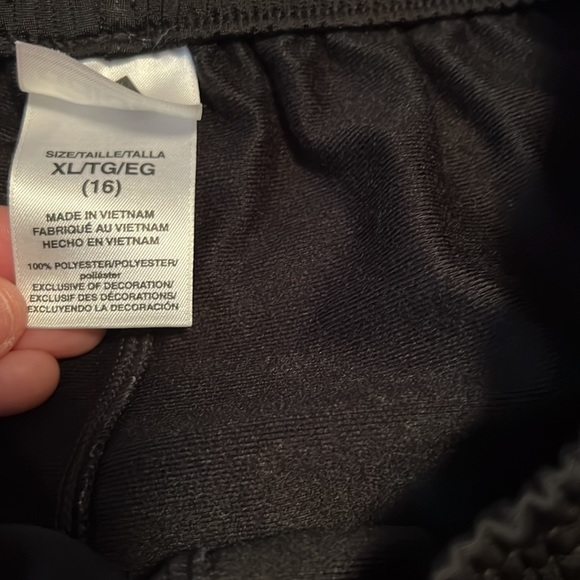 SIZE/TAILLE/TALLA
XL/TG/EG
(16)
MADE IN VIETNAM
FABRIQUÉ AU VIETNAM
HECHO EN VIETNAM
100% POLYESTER/POLYESTER/
poliéster
EXCLUSIVE OF DECORATION/
EXCLUSIF DES DÉCORATIONS/
EXCLUYENDO LA DECORACIÓN